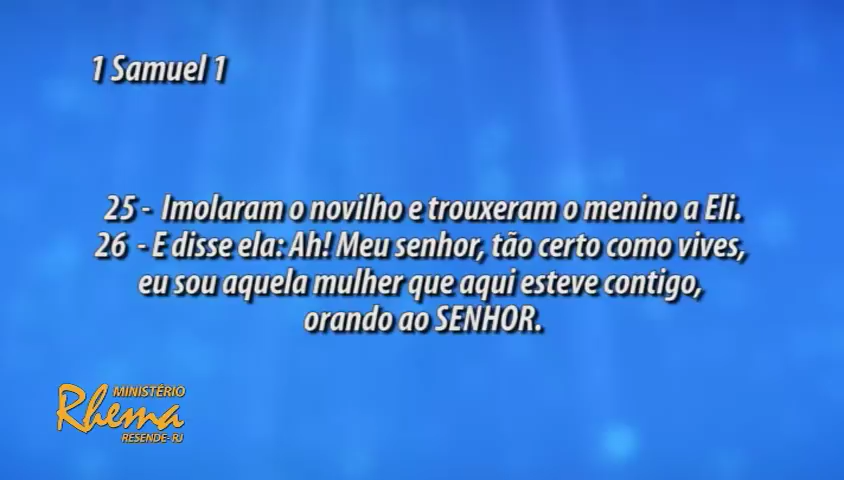 1 Samuel 1
25 - Imolaram o novilho e trouxeram o menino a Eli.
26 - E disse ela: Ah! Meu senhor, tão certo como vives,
eu sou aquela mulher que aqui esteve contigo,
orando ao SENHOR.
MINISTÉRIO
Rhema
RESENDE-RJ